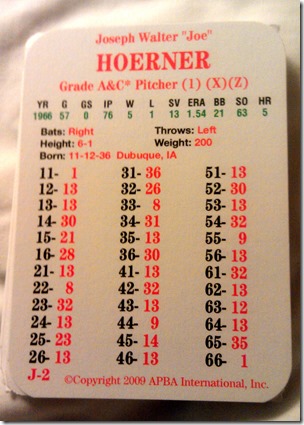 Joseph Walter "Joe"
HOERNER
Grade A&C* Pitcher (1) (X)(Z)
YR G GS IP W L SV ERA BB SO HR
1966 57 0 76 5 1 13 1.54 21 63 5
Bats: Right Throws: Left
Height: 6-1 Weight: 200
Born: 11-12-36 Dubuque, IA
11- 1 31- 36 51- 13
12- 13 32- 26 52- 30
13- 13 33- 8 53- 13
14- 30 34- 31 54- 32
15- 21 35- 13 55- 9
16- 28 36- 30 56- 13
21- 13 41- 13 61- 32
22- 8 42- 32 62- 13
23- 32 43- 13 63- 12
24- 13 44- 9 64- 13
25- 23 45- 14 65- 35
26- 13 46- 13 66- 1
J-2 ©Copyright 2009 APBA International, Inc.